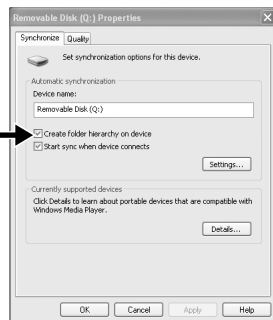 Removable Disk (Q:) Properties
Synchronize Quality
Set synchronization options for this device.
Automatic synchronization
Device name:
Removable Disk (Q:)
Create folder hierarchy on device
Start sync when device connects
Settings...
Currently supported devices
Click Details to learn about portable devices that are compatible with
Windows Media Player.
Details...
OK Cancel Apply Help